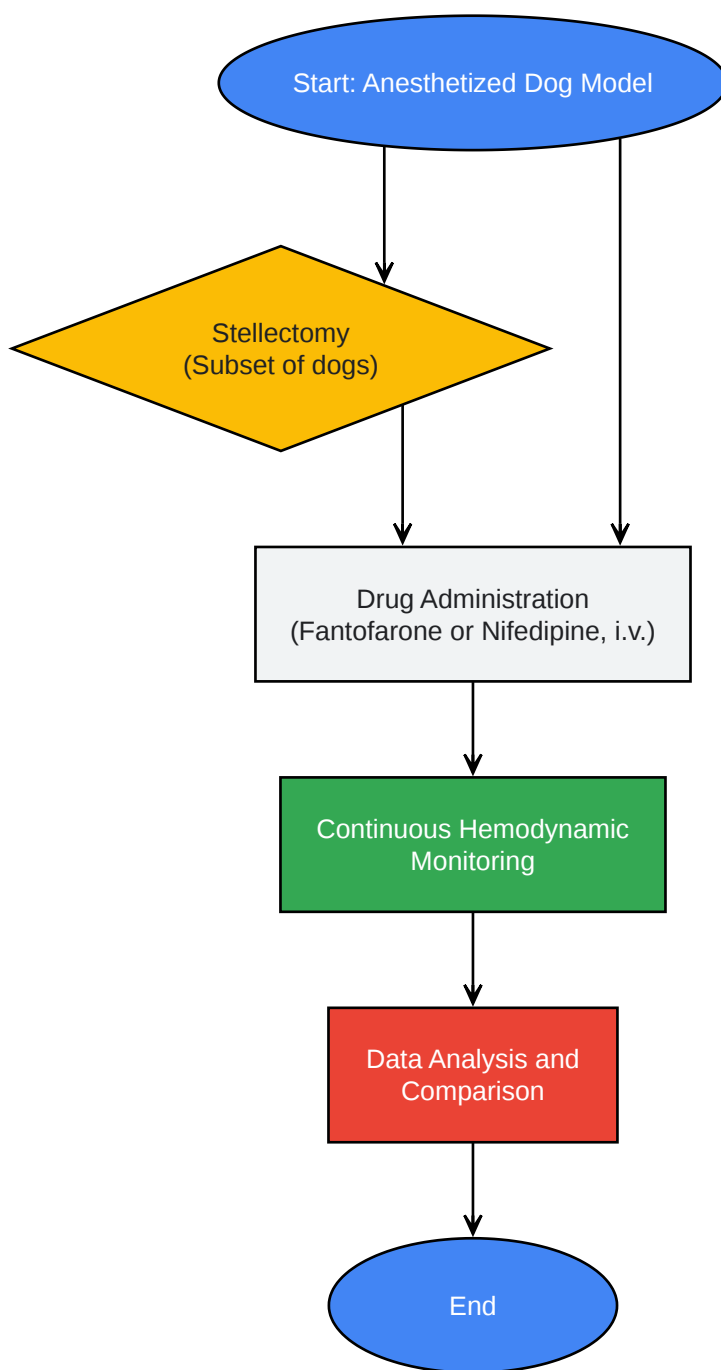 Start: Anesthetized Dog Model
Stellectomy
(Subset of dogs)
Drug Administration
(Fantofarone or Nifedipine, i.v.)
Continuous Hemodynamic
Monitoring
Data Analysis and
Comparison
End